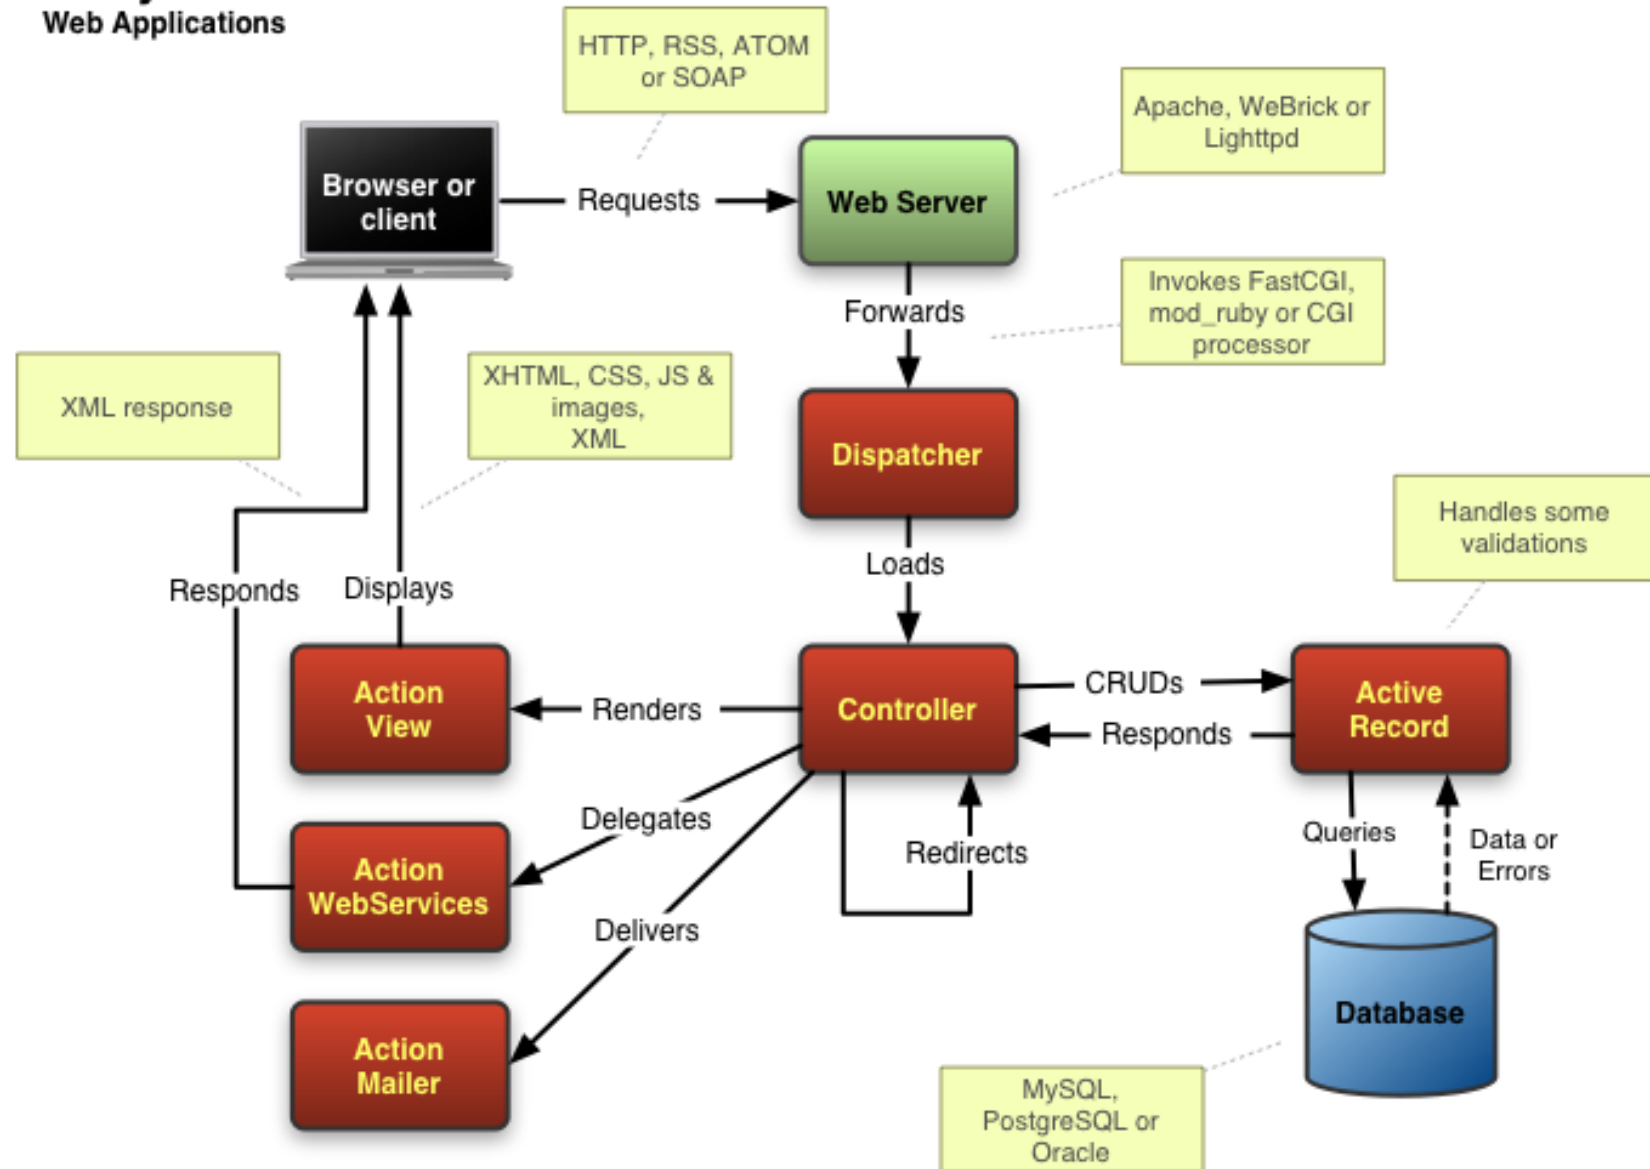 Web Applications
HTTP, RSS, ATOM
or SOAP
Apache, WeBrick or
Lighttpd
Browser or
client
Requests
Web Server
Invokes FastCGI,
mod_ruby or CGI
processor
Forwards
XML response
XHTML, CSS, JS &
images,
XML
Dispatcher
Handles some
validations
Loads
Responds
Displays
Action
View
Renders
Controller
CRUDs
Responds
Active
Record
Delegates
Redirects
Queries
Data or
Errors
Action
WebServices
Delivers
Database
Action
Mailer
MySQL,
PostgreSQL or
Oracle